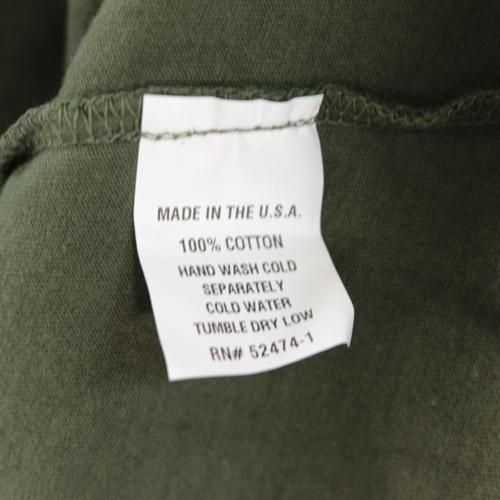 MADE IN THE U.S.A.
100% COTTON
HAND WASH COLD
SEPARATELY
COLD WATER
TUMBLE DRY LOW
RN# 52474-1